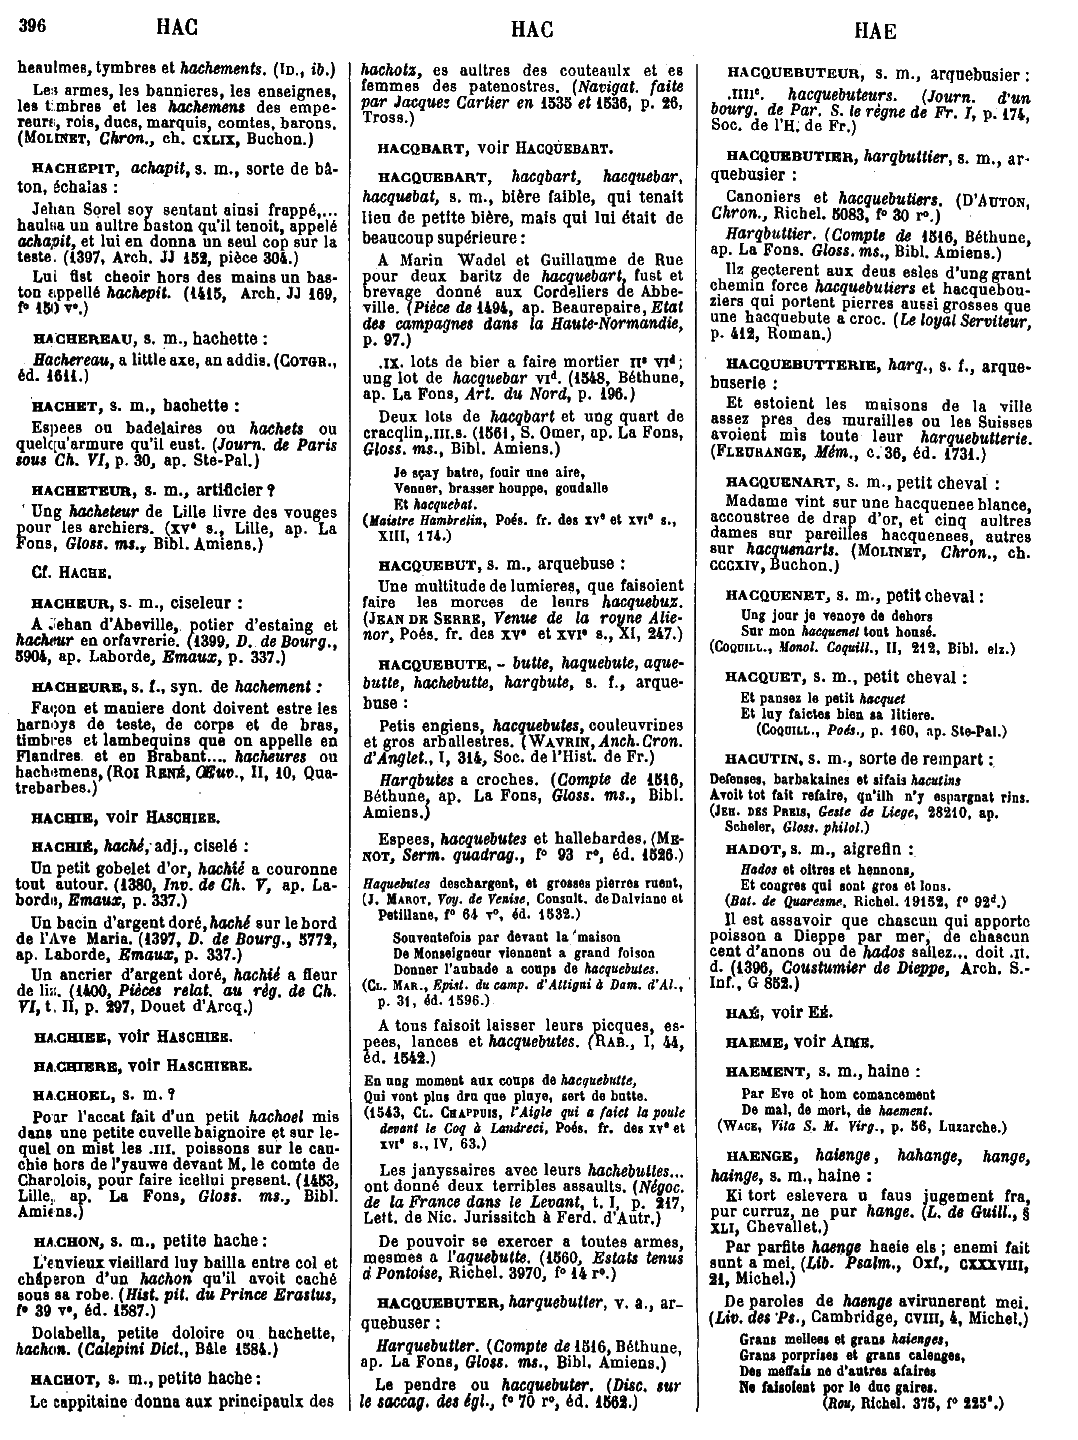 396 HAC HAC HAE
heaulmes, tymbres et hachements. (ID., ib.)
Les armes, les bannieres, les enseignes,
les timbres et les hachemens des empe-
reurs, rois, ducs, marquis, comtes, barons.
(MOLINET, Chron., ch. CXLIX, Buchon.)
HACHEPIT, achapit, s. m., sorte de bâ-
ton, échalas :
Jehan Sorel soy sentant ainsi frappé,...
haulsa un aultre baston qu'il tenoit, appelé
achapit, et lui en donna un seul cop sur la
teste. (1397, Arch. JJ 152, pièce 304.)
Lui fist cheoir hors des mains un bas-
ton appellé hachepit. (1415, Arch. JJ 169,
f° 150 v°.)
HACHEREAU, s. m., hachette :
Hachereau, a little axe, an addis. (COTGR.,
éd. 1611.)
HACHET, s. m., hachette :
Espees ou badelaires ou hachets ou
quelqu'armure qu'il eust. (Journ. de Paris
sous Ch. VI, p. 30, ap. Ste-Pal.)
HACHETEUR, s. m., artificier ?
Ung hacheteur de Lille livre des vouges
pour les archiers. (XV° s., Lille, ap. La
Fons, Gloss. ms., Bibl. Amiens.)
Cf. HACHE.
HACHEUR, s. m., ciseleur :
A Jehan d'Abeville, potier d'estaing et
hacheur en orfavrerie. (1399, D. de Bourg.,
5904, ap. Laborde, Emaux, p. 337.)
HACHEURE, s. f., syn. de hachement :
Façon et maniere dont doivent estre les
harnoys de teste, de corps et de bras,
timbres et lambequins que on appelle en
Flandres et en Brabant... hacheures ou
hachemens, (ROI RENÉ, Œuv., II, 10, Qua-
trebarbes.)
HACHIE, voir HASCHIEE.
HACHIÉ, haché, adj., ciselé :
Un petit gobelet d'or, hachié a couronne
tout autour. (1380, Inv. de Ch. V, ap. La-
borde, Emaux, p. 337.)
Un bacin d'argent doré, haché sur le bord
de l'Ave Maria. (1397, D. de Bourg., 5772,
ap. Laborde, Emaux, p. 337.)
Un ancrier d'argent doré, hachié a fleur
de lis. (1400, Pièces relat. au rég. de Ch.
VI, t. II, p. 297, Douet d'Arcq.)
HACHIEE, voir HASCHIEE.
HACHIERE, voir HASCHIERE.
HACHOEL, s. m. ?
Pour l'accat fait d'un petit hachoel mis
dans une petite cuvelle baignoire et sur le-
quel on mist les .III. poissons sur le cau-
chie hors de l'yauwe devant M. le comte de
Charolois, pour faire icellui present. (1453,
Lille, ap. La Fons, Gloss. ms., Bibl.
Amiens.)
HACHON, s. m., petite hache :
L'envieux vieillard luy bailla entre col et
chaperon d'un hachon qu'il avoit caché
sous sa robe. (Hist. pit. du Prince Erastus,
f° 39 v°, éd. 1587.)
Dolabella, petite doloire ou hachette,
hachon. (Calepini Dict., Bâle 1584.)
HACHOT, s. m., petite hache :
Le cappitaine donna aux principaulx des
hachotz, es aultres des couteaulx et es
femmes des patenostres. (Navigat. faite
par Jacques Cartier en 1535 et 1536, p. 26,
Tross.)
HACQBART, voir HACQUEBART.
HACQUEBART, hacqbart, hacquebar,
hacquebat, s. m., bière faible, qui tenait
lieu de petite bière, mais qui lui était de
beaucoup supérieure :
A Marin Wadel et Guillaume de Rue
pour deux baritz de hacquebart, fust et
brevage donné aux Cordeliers de Abbe-
ville. (Pièce de 1494, ap. Beaurepaire, Etat
des campagnes dans la Haute-Normandie,
p. 97.)
.IX. lots de bier a faire mortier II° VI^d ;
ung lot de hacquebar VI^d. (1548, Béthune,
ap. La Fons, Art. du Nord, p. 196.)
Deux lots de hacqbart et ung quart de
cracqlin, .III.s. (1561, S. Omer, ap. La Fons,
Gloss. ms., Bibl. Amiens.)
Je sçay batre, fouir une aire,
Venner, brasser houppe, goudalle
Et hacquebat.
(Maistre Hambrelin, Poés. fr. des XV° et XVI° s.,
XIII, 174.)
HACQUEBUT, s. m., arquebuse :
Une multitude de lumieres, que faisoient
faire les morces de leurs hacquebuz.
(JEAN DE SERRE, Venue de la royne Alie-
nor, Poés. fr. des XV° et XVI° s., XI, 247.)
HACQUEBUTE, - butte, haquebute, aque-
butte, hachebutte, harqbute, s. f., arque-
buse :
Petis engiens, hacquebutes, couleuvrines
et gros arballestres. (WAVRIN, Anch. Cron.
d'Anglet., I, 314, Soc. de l'Hist. de Fr.)
Harqbutes a croches. (Compte de 1516,
Béthune, ap. La Fons, Gloss. ms., Bibl.
Amiens.)
Espees, hacquebutes et hallebardes. (ME-
NOT, Serm. quadrag., f° 93 r°, éd. 1526.)
Haquebutes deschargent, et grosses pierres ruent,
(J. MAROT, Voy. de Venise, Consult. de Dalviane et
Petillane, f° 64 v°, éd. 1532.)
Souventefois par devant la maison
De Monseigneur viennent a grand foison
Donner l'aubade a coups de hacquebutes.
(CL. MAR., Epist. du camp. d'Attigni à Dam. d'Al.,
p. 31, éd. 1596.)
A tous faisoit laisser leurs picques, es-
pees, lances et hacquebutes. (RAB., I, 44,
éd. 1542.)
En ung moment aux coups de hacquebutte,
Qui vont plus dru que pluye, sert de butte.
(1543, CL. CHAPPUIS, l'Aigle qui a faict la poule
devant le Coq à Landreci, Poés. fr. des XV° et
XVI° s., IV, 63.)
Les janyssaires avec leurs hachebuttes...
ont donné deux terribles assaults. (Négoc.
de la France dans le Levant, t. I, p. 217,
Lett. de Nic. Jurissitch à Ferd. d'Autr.)
De pouvoir se exercer a toutes armes,
mesmes a l'aquebutte. (1560, Estats tenus
à Pontoise, Richel. 3970, f° 14 r°.)
HACQUEBUTER, harquebutter, v. a., ar-
quebuser :
Harquebutter. (Compte de 1516, Béthune,
ap. La Fons, Gloss. ms., Bibl. Amiens.)
Le pendre ou hacquebuter. (Disc. sur
le saccag. des égl., f° 70 r°, éd. 1562.)
HACQUEBUTEUR, s. m., arquebusier :
.IIII°. hacquebuteurs. (Journ. d'un
bourg. de Par. S. le règne de Fr. I, p. 174,
Soc. de l'H. de Fr.)
HACQUEBUTIER, harqbuttier, s. m., ar-
quebusier :
Canoniers et hacquebutiers. (D'AUTON,
Chron., Richel. 5083, f° 30 r°.)
Harqbuttier. (Compte de 1516, Béthune,
ap. La Fons. Gloss. ms., Bibl. Amiens.)
Ilz gecterent aux deus esles d'ung grant
chemin force hacquebutiers et hacquebou-
ziers qui portent pierres aussi grosses que
une hacquebute a croc. (Le loyal Serviteur,
p. 412, Roman.)
HACQUEBUTTERIE, harq., s. f., arque-
buserie :
Et estoient les maisons de la ville
assez près des murailles ou les Suisses
avoient mis toute leur harquebutterie.
(FLEURANGE, Mém., c. 36, éd. 1731.)
HACQUENART, s. m., petit cheval :
Madame vint sur une hacquenee blance,
accoustree de drap d'or, et cinq aultres
dames sur pareilles hacquenees, autres
sur hacquenarts. (MOLINET, Chron., ch.
CCCXIV, Buchon.)
HACQUENET, s. m., petit cheval :
Ung jour je venoye de dehors
Sur mon hacquenet tout housé.
(COQUILL., Monol. Coquill., II, 212, Bibl. elz.)
HACQUET, s. m., petit cheval :
Et pansez le petit hacquet
Et luy faictes bien sa litiere.
(COQUILL., Poés., p. 160, ap. Ste-Pal.)
HACUTIN, s. m., sorte de rempart :
Defenses, barbakaines et sifais hacutins
Avoit tot fait refaire, qu'ilh n'y espargnat rins.
(JEH. DES PREIS, Geste de Liege, 28210, ap.
Scheler, Gloss. philol.)
HADOT, s. m., aigrefin :
Hados et oitres et hennons,
Et congres qui sont gros et lons.
(Bat. de Quaresme, Richel. 19152, f° 92^d.)
Il est assavoir que chascun qui apporte
poisson a Dieppe par mer, de chascun
cent d'anons ou de hados sallez... doit .II.
d. (1396, Coustumier de Dieppe, Arch. S.-
Inf., G 852.)
HAÉ, voir EÉ.
HAEME, voir AIME.
HAEMENT, s. m., haine :
Par Eve ot hom comancement
De mal, de mort, de haement.
(WACE, Vita S. M. Virg., p. 56, Luzarche.)
HAENGE, haienge, hahange, hange,
hainge, s. m., haine :
Ki tort eslevera u faus jugement fra,
pur curruz, ne pur hange. (L. de Guill., §
XLI, Chevallet.)
Par parfite haenge haeie els ; enemi fait
sunt a mei. (Lib. Psalm., Oxf., CXXXVIII,
21, Michel.)
De paroles de haenge avirunerent mei.
(Liv. des Ps., Cambridge, CVIII, 4, Michel.)
Grans mellees et grans haienges,
Grans porprises et grans calenges,
Des meffais ne d'autres afaires
Ne faisoient por le duc gaires.
(Rou, Richel. 375, f° 225°.)